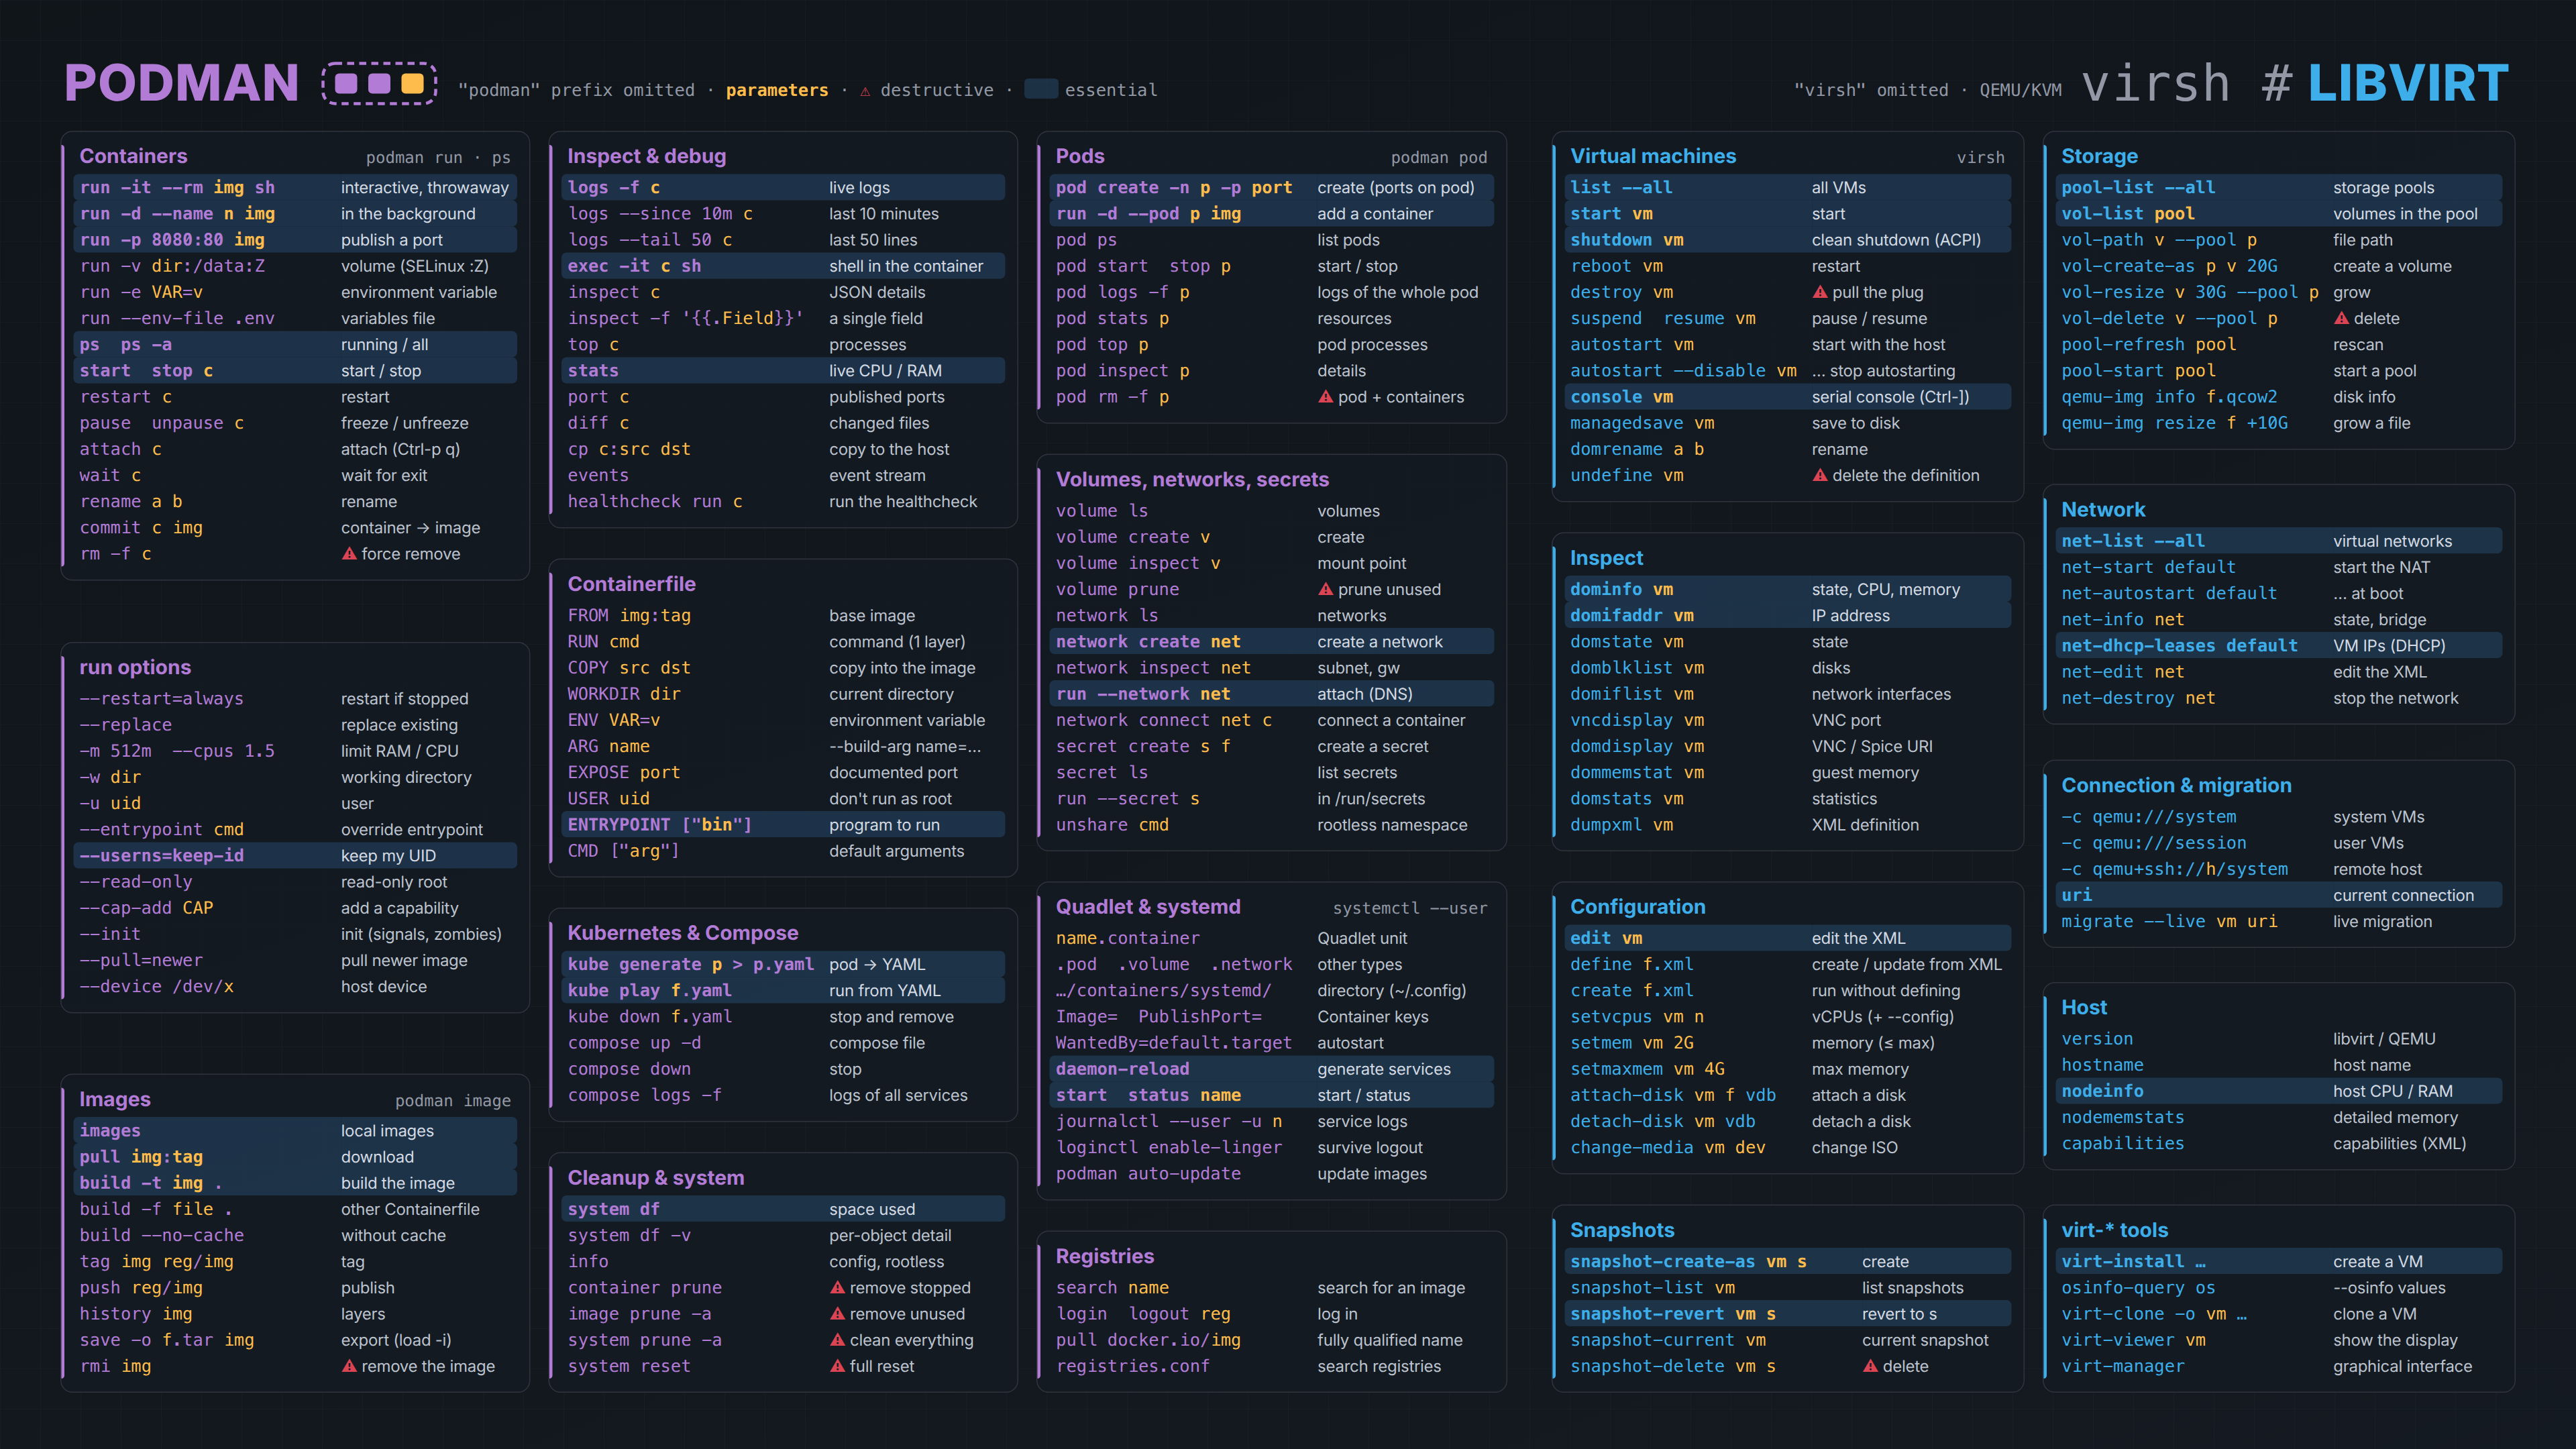 PODMAN "podman" prefix omitted · parameters · ⚠ destructive · essential
"virsh" omitted · QEMU/KVM virsh # LIBVIRT
Containers podman run · ps
run -it --rm img sh interactive, throwaway
run -d --name n img in the background
run -p 8080:80 img publish a port
run -v dir:/data:Z volume (SELinux :Z)
run -e VAR=v environment variable
run --env-file .env variables file
ps ps -a running / all
start stop c start / stop
restart c restart
pause unpause c freeze / unfreeze
attach c attach (Ctrl-p q)
wait c wait for exit
rename a b rename
commit c img container → image
rm -f c ⚠ force remove
run options
--restart=always restart if stopped
--replace replace existing
-m 512m --cpus 1.5 limit RAM / CPU
-w dir working directory
-u uid user
--entrypoint cmd override entrypoint
--userns=keep-id keep my UID
--read-only read-only root
--cap-add CAP add a capability
--init init (signals, zombies)
--pull=newer pull newer image
--device /dev/x host device
Images podman image
images local images
pull img:tag download
build -t img . build the image
build -f file . other Containerfile
build --no-cache without cache
tag img reg/img tag
push reg/img publish
history img layers
save -o f.tar img export (load -i)
rmi img ⚠ remove the image
Inspect & debug
logs -f c live logs
logs --since 10m c last 10 minutes
logs --tail 50 c last 50 lines
exec -it c sh shell in the container
inspect c JSON details
inspect -f '{{.Field}}' a single field
top c processes
stats live CPU / RAM
port c published ports
diff c changed files
cp c:src dst copy to the host
events event stream
healthcheck run c run the healthcheck
Containerfile
FROM img:tag base image
RUN cmd command (1 layer)
COPY src dst copy into the image
WORKDIR dir current directory
ENV VAR=v environment variable
ARG name --build-arg name=...
EXPOSE port documented port
USER uid don't run as root
ENTRYPOINT ["bin"] program to run
CMD ["arg"] default arguments
Kubernetes & Compose
kube generate p > p.yaml pod → YAML
kube play f.yaml run from YAML
kube down f.yaml stop and remove
compose up -d compose file
compose down stop
compose logs -f logs of all services
Cleanup & system
system df space used
system df -v per-object detail
info config, rootless
container prune ⚠ remove stopped
image prune -a ⚠ remove unused
system prune -a ⚠ clean everything
system reset ⚠ full reset
Pods podman pod
pod create -n p -p port create (ports on pod)
run -d --pod p img add a container
pod ps list pods
pod start stop p start / stop
pod logs -f p logs of the whole pod
pod stats p resources
pod top p pod processes
pod inspect p details
pod rm -f p ⚠ pod + containers
Volumes, networks, secrets
volume ls volumes
volume create v create
volume inspect v mount point
volume prune ⚠ prune unused
network ls networks
network create net create a network
network inspect net subnet, gw
run --network net attach (DNS)
network connect net c connect a container
secret create s f create a secret
secret ls list secrets
run --secret s in /run/secrets
unshare cmd rootless namespace
Quadlet & systemd systemctl --user
name.container Quadlet unit
.pod .volume .network other types
…/containers/systemd/ directory (~/.config)
Image= PublishPort= Container keys
WantedBy=default.target autostart
daemon-reload generate services
start status name start / status
journalctl --user -u n service logs
loginctl enable-linger survive logout
podman auto-update update images
Registries
search name search for an image
login logout reg log in
pull docker.io/img fully qualified name
registries.conf search registries
Virtual machines virsh
list --all all VMs
start vm start
shutdown vm clean shutdown (ACPI)
reboot vm restart
destroy vm ⚠ pull the plug
suspend resume vm pause / resume
autostart vm start with the host
autostart --disable vm ... stop autostarting
console vm serial console (Ctrl-])
managedsave vm save to disk
domrename a b rename
undefine vm ⚠ delete the definition
Inspect
dominfo vm state, CPU, memory
domifaddr vm IP address
domstate vm state
domblklist vm disks
domiflist vm network interfaces
vncdisplay vm VNC port
domdisplay vm VNC / Spice URI
dommemstat vm guest memory
domstats vm statistics
dumpxml vm XML definition
Configuration
edit vm edit the XML
define f.xml create / update from XML
create f.xml run without defining
setvcpus vm n vCPUs (+ --config)
setmem vm 2G memory (≤ max)
setmaxmem vm 4G max memory
attach-disk vm f vdb attach a disk
detach-disk vm vdb detach a disk
change-media vm dev change ISO
Snapshots
snapshot-create-as vm s create
snapshot-list vm list snapshots
snapshot-revert vm s revert to s
snapshot-current vm current snapshot
snapshot-delete vm s ⚠ delete
Storage
pool-list --all storage pools
vol-list pool volumes in the pool
vol-path v --pool p file path
vol-create-as p v 20G create a volume
vol-resize v 30G --pool p grow
vol-delete v --pool p ⚠ delete
pool-refresh pool rescan
pool-start pool start a pool
qemu-img info f.qcow2 disk info
qemu-img resize f +10G grow a file
Network
net-list --all virtual networks
net-start default start the NAT
net-autostart default ... at boot
net-info net state, bridge
net-dhcp-leases default VM IPs (DHCP)
net-edit net edit the XML
net-destroy net stop the network
Connection & migration
-c qemu:///system system VMs
-c qemu:///session user VMs
-c qemu+ssh://h/system remote host
uri current connection
migrate --live vm uri live migration
Host
version libvirt / QEMU
hostname host name
nodeinfo host CPU / RAM
nodememstats detailed memory
capabilities capabilities (XML)
virt-* tools
virt-install … create a VM
osinfo-query os --osinfo values
virt-clone -o vm … clone a VM
virt-viewer vm show the display
virt-manager graphical interface